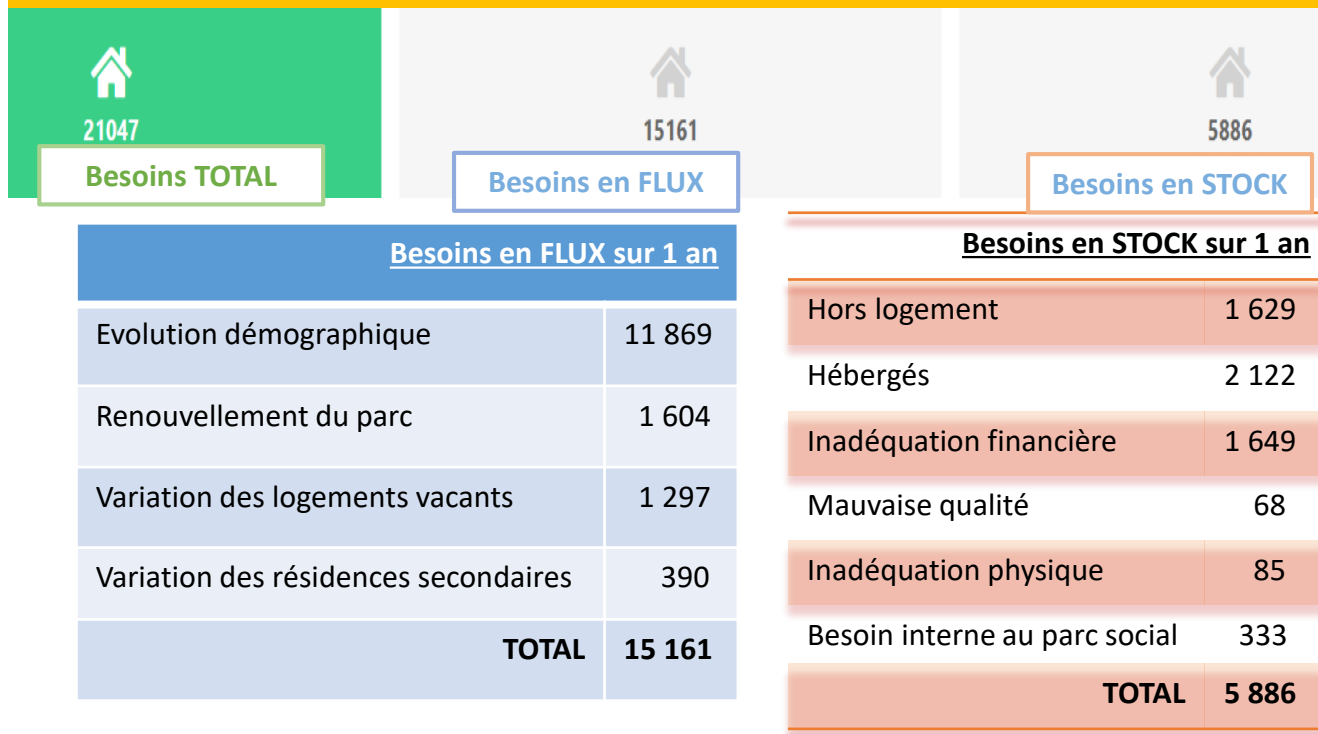 21047
Besoins TOTAL
15161
Besoins en FLUX
5886
Besoins en STOCK
Besoins en FLUX sur 1 an
Evolution démographique 11 869
Renouvellement du parc 1 604
Variation des logements vacants 1 297
Variation des résidences secondaires 390
TOTAL 15 161
Besoins en STOCK sur 1 an
Hors logement 1 629
Hébergés 2 122
Inadéquation financière 1 649
Mauvaise qualité 68
Inadéquation physique 85
Besoin interne au parc social 333
TOTAL 5 886